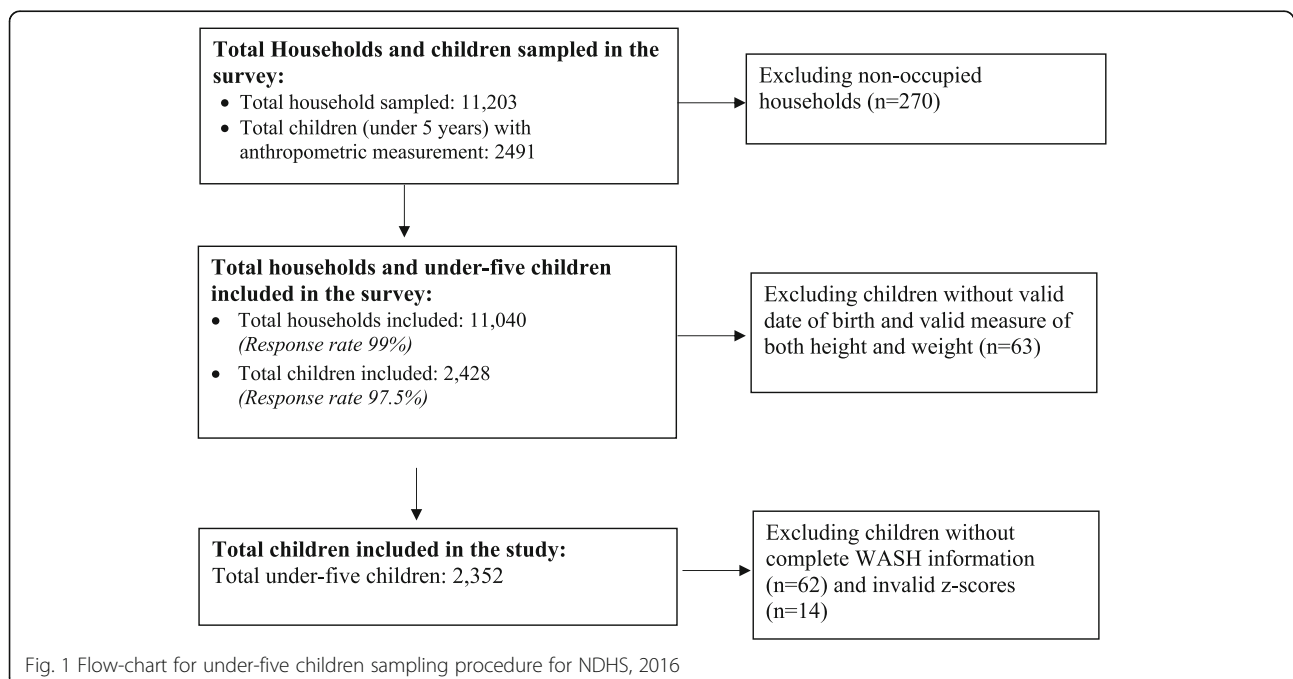 Total Households and children sampled in the
survey:
• Total household sampled: 11,203
• Total children (under 5 years) with
anthropometric measurement: 2491
Excluding non-occupied
households (n=270)
Total households and under-five children
included in the survey:
• Total households included: 11,040
(Response rate 99%)
• Total children included: 2,428
(Response rate 97.5%)
Excluding children without valid
date of birth and valid measure of
both height and weight (n=63)
Total children included in the study:
Total under-five children: 2,352
Excluding children without
complete WASH information
(n=62) and invalid z-scores
(n=14)
Fig. 1 Flow-chart for under-five children sampling procedure for NDHS, 2016